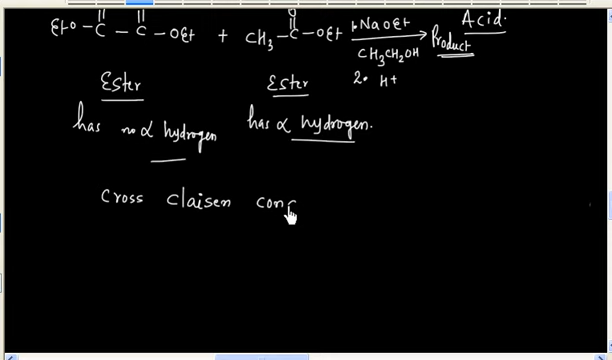 Acid.
EtO - C - C - OEt + CH3 - C - OEt 1. NaOEt Product
O CH3CH2OH
2. H+
Ester Ester
has no α hydrogen has α hydrogen.
cross claisen con